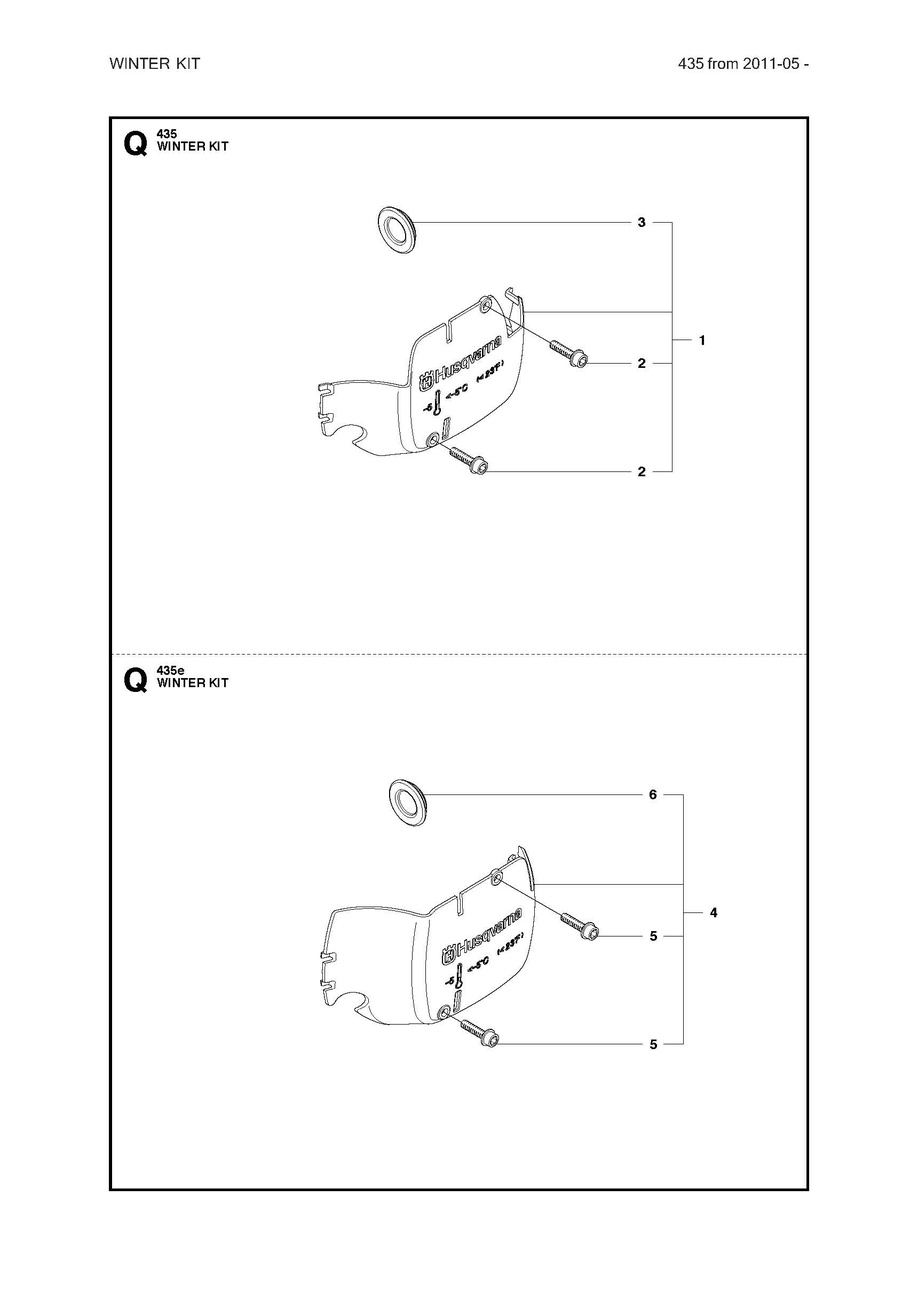 WINTER KIT 435 from 2011-05 -
Q 435
WINTER KIT
3
1
2
2
Husqvarna
<-5°C (<23°F)
-5
Q 435e
WINTER KIT
6
4
5
5
Husqvarna
<-5°C (<23°F)
-5